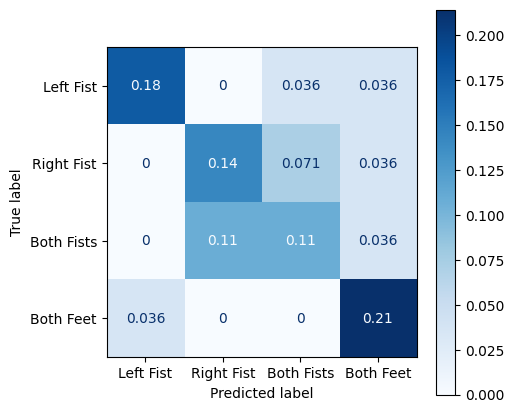 Left Fist 0.18 0 0.036 0.036
Right Fist 0 0.14 0.071 0.036
Both Fists 0 0.11 0.11 0.036
Both Feet 0.036 0 0 0.21
Left Fist Right Fist Both Fists Both Feet
Predicted label
True label
0.200
0.175
0.150
0.125
0.100
0.075
0.050
0.025
0.000